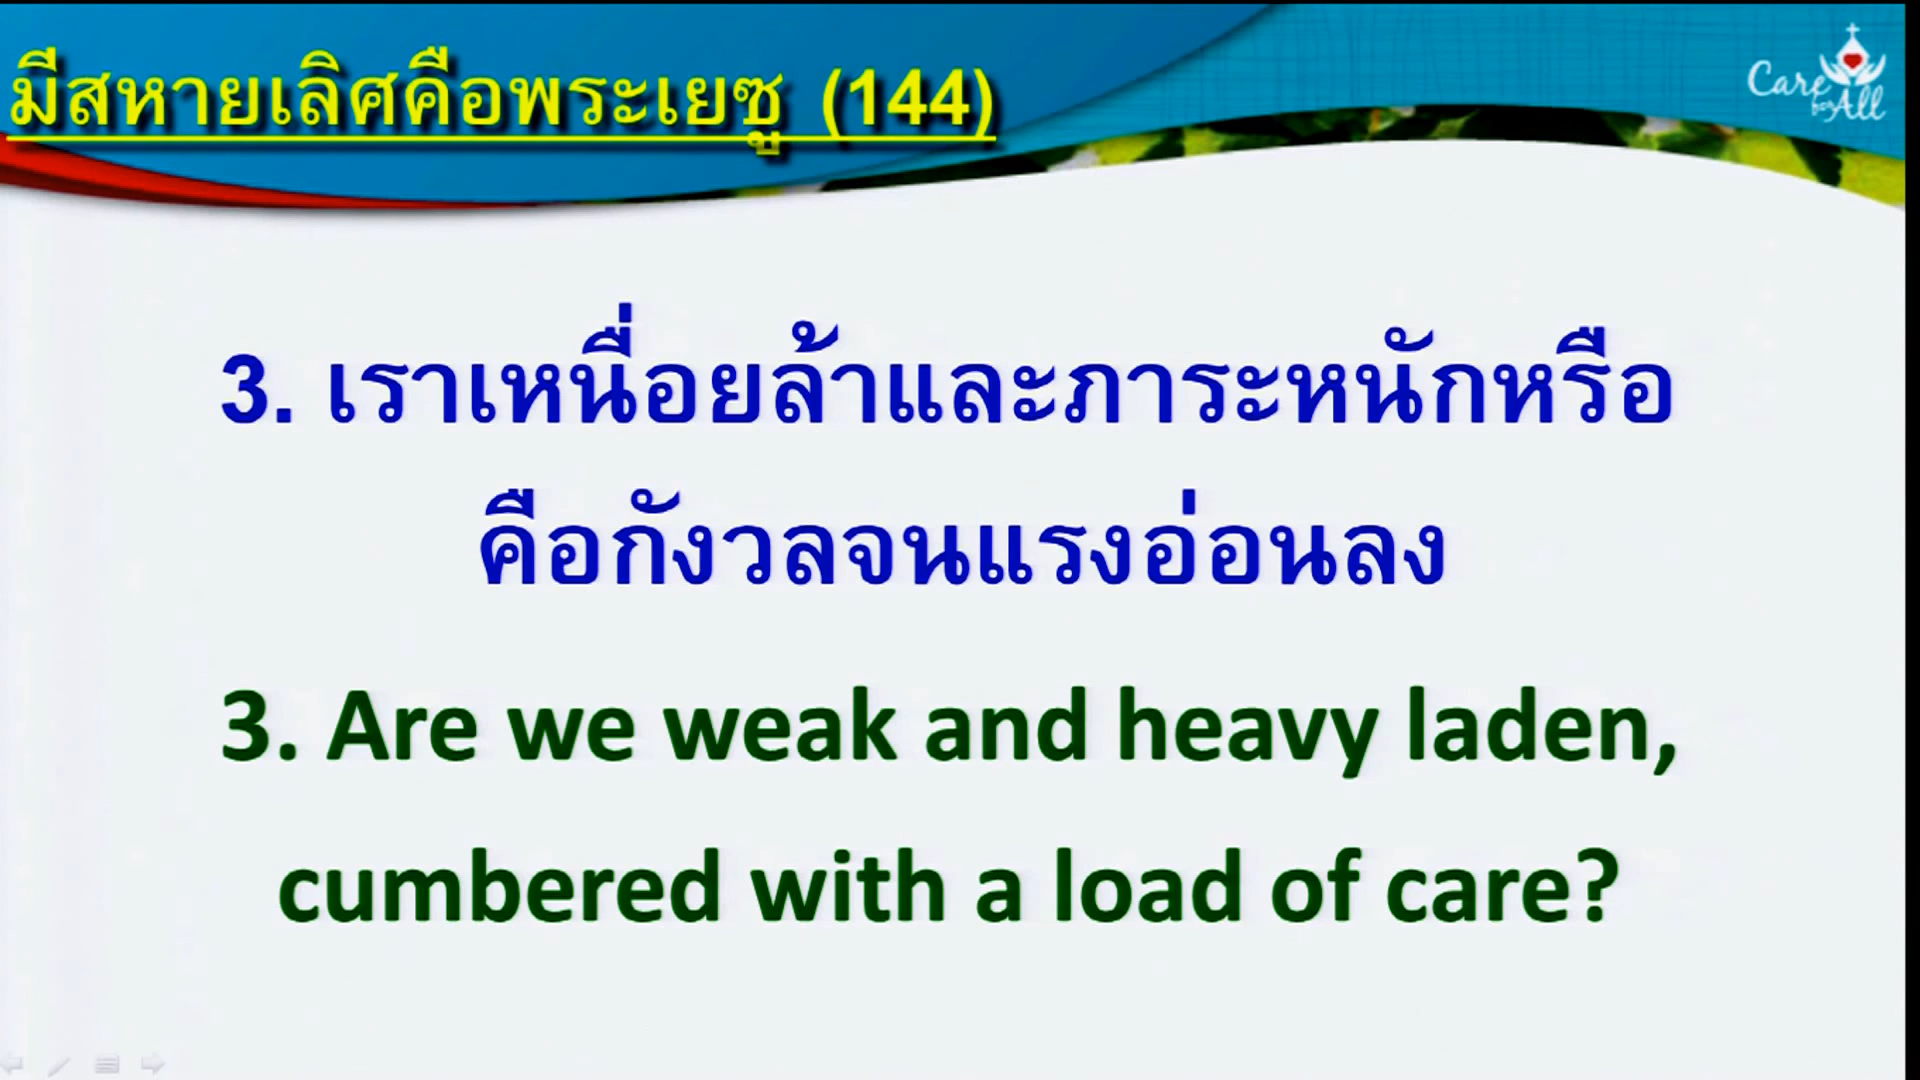 มีสหายเลิศคือพระเยซู (144)
Care
for All
3. เราเหนื่อยล้าและภาระหนักหรือ
คือกังวลจนแรงอ่อนลง
3. Are we weak and heavy laden,
cumbered with a load of care?